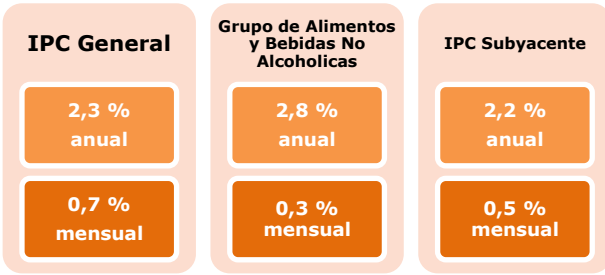 IPC General
2,3 %
anual
0,7 %
mensual
Grupo de Alimentos
y Bebidas No
Alcoholicas
2,8 %
anual
0,3 %
mensual
IPC Subyacente
2,2 %
anual
0,5 %
mensual